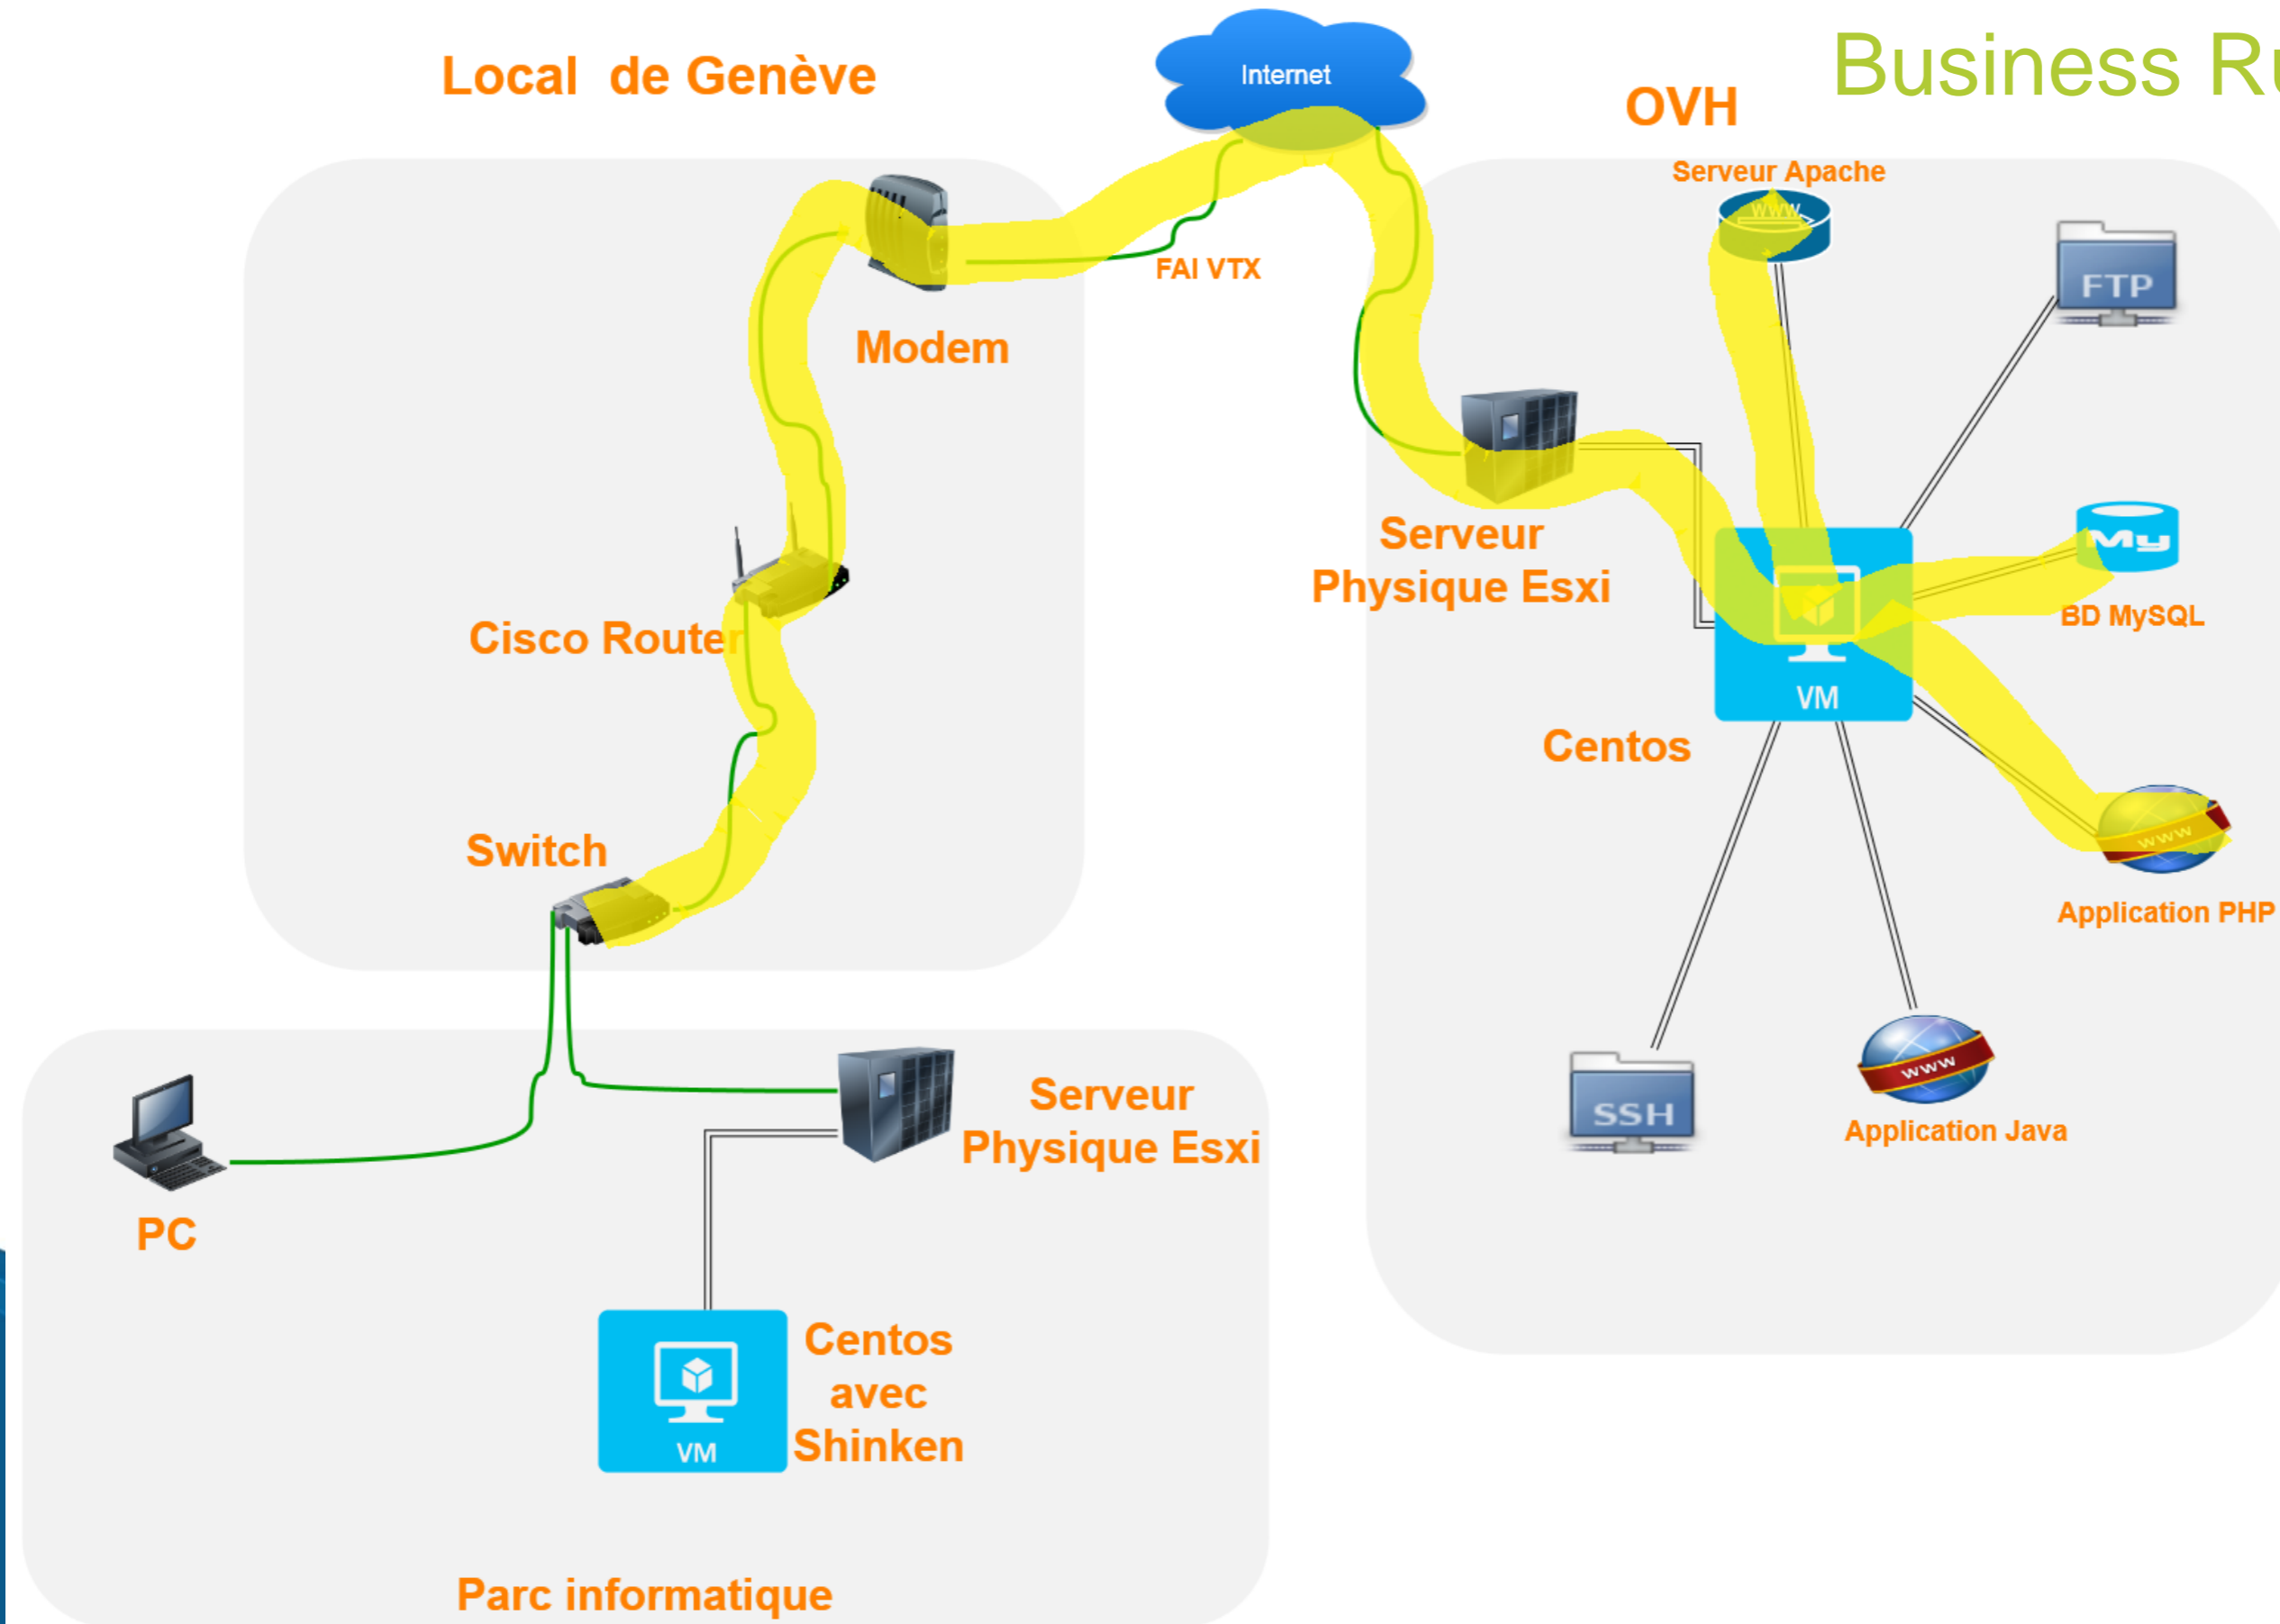 Business Ru
Local de Genève
Internet
OVH
Serveur Apache
www
FTP
FAI VTX
Modem
Serveur
Physique Esxi
My
BD MySQL
Cisco Router
VM
Centos
Switch
www
Application PHP
SSH
www
Application Java
Serveur
Physique Esxi
PC
Centos
avec
Shinken
VM
Parc informatique